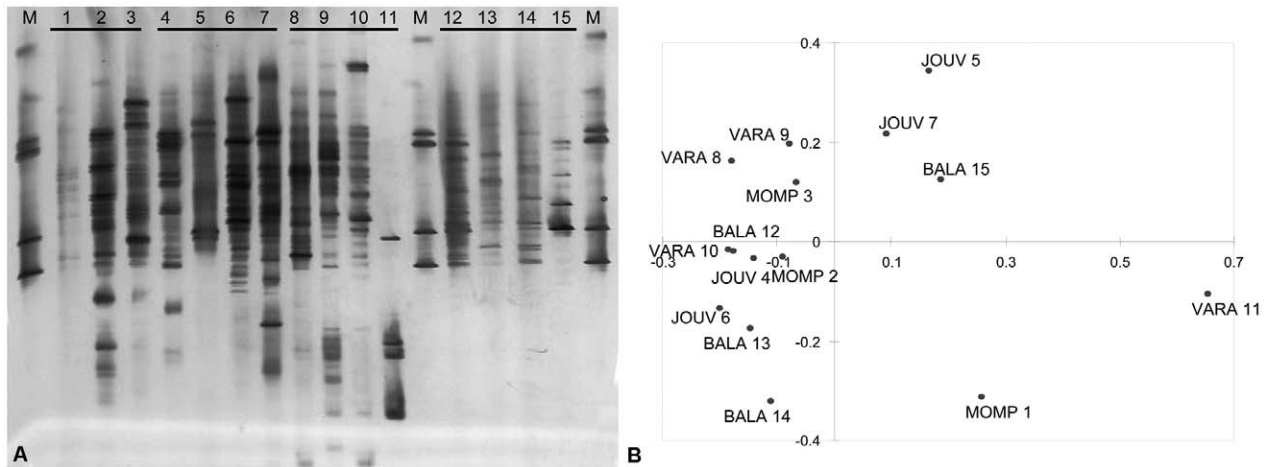 M 1 2 3 4 5 6 7 8 9 10 11 M 12 13 14 15 M
A
0.4
JOUV 5
JOUV 7
VARA 9
0.2
VARA 8
BALA 15
MOMP 3
BALA 12
0
VARA 10
-0.3 -0.1 0.1 0.3 0.5 0.7
JOUV 4 MOMP 2
VARA 11
JOUV 6
BALA 13
-0.2
BALA 14
MOMP 1
-0.4
B